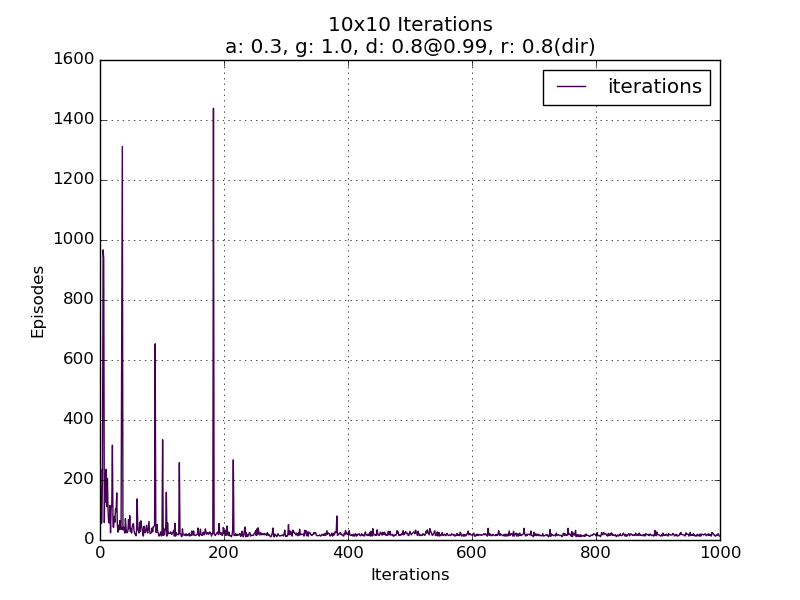 10x10 Iterations
a: 0.3, g: 1.0, d: 0.8@0.99, r: 0.8(dir)
iterations
1600
1400
1200
1000
800
600
400
200
0
Episodes
0 200 400 600 800 1000
Iterations